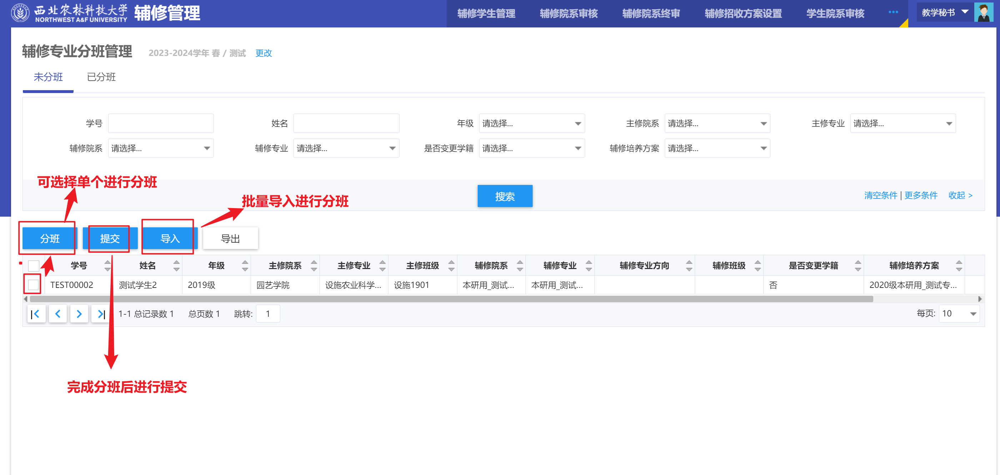 西北农林科技大学 辅修管理
NORTHWEST A&F UNIVERSITY
辅修学生管理 辅修院系审核 辅修院系终审 辅修招收方案设置 学生院系审核 ... 教学秘书
辅修专业分班管理 2023-2024学年 春 / 测试 更改
未分班 已分班
学号 姓名 年级 请选择... 主修院系 请选择... 主修专业 请选择...
辅修院系 请选择... 辅修专业 请选择... 是否变更学籍 请选择... 辅修培养方案 请选择...
可选择单个进行分班
批量导入进行分班
搜索 清空条件 | 更多条件 收起 >
分班 提交 导入 导出
学号 姓名 年级 主修院系 主修专业 主修班级 辅修院系 辅修专业 辅修专业方向 辅修班级 是否变更学籍 辅修培养方案
TEST00002 测试学生2 2019级 园艺学院 设施农业科学... 设施1901 本研用_测试... 本研用_测试... 否 2020级本研用_测试专...
1-1 总记录数 1 总页数 1 跳转: 1 每页: 10
完成分班后进行提交